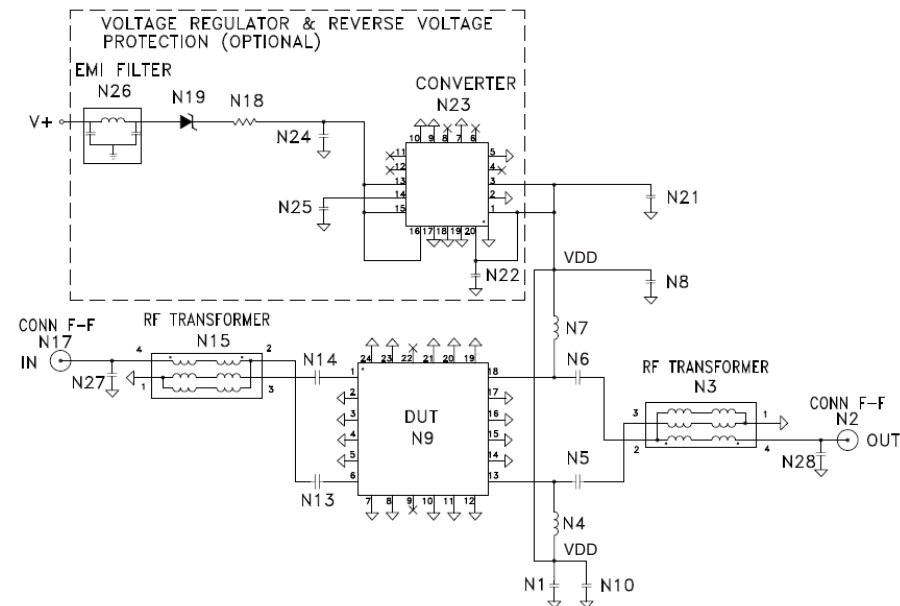 VOLTAGE REGULATOR & REVERSE VOLTAGE
PROTECTION (OPTIONAL)
EMI FILTER
N26
N19
N18
CONVERTER
N23
V+
N24
10 9 8 7 6
11
12
13
14
15
5
4
3
2
1
16 17 18 19 20
N25
N21
N22
VDD
N8
CONN F-F
N17
IN
RF TRANSFORMER
N15
4
2
1
3
N27
N14
N13
24 23 22 21 20 19
1
2
3
4
5
6
DUT
N9
18
17
16
15
14
13
7 8 9 10 11 12
N7
N6
N5
N4
VDD
N1
N10
RF TRANSFORMER
N3
3
1
2
4
CONN F-F
N2
OUT
N28